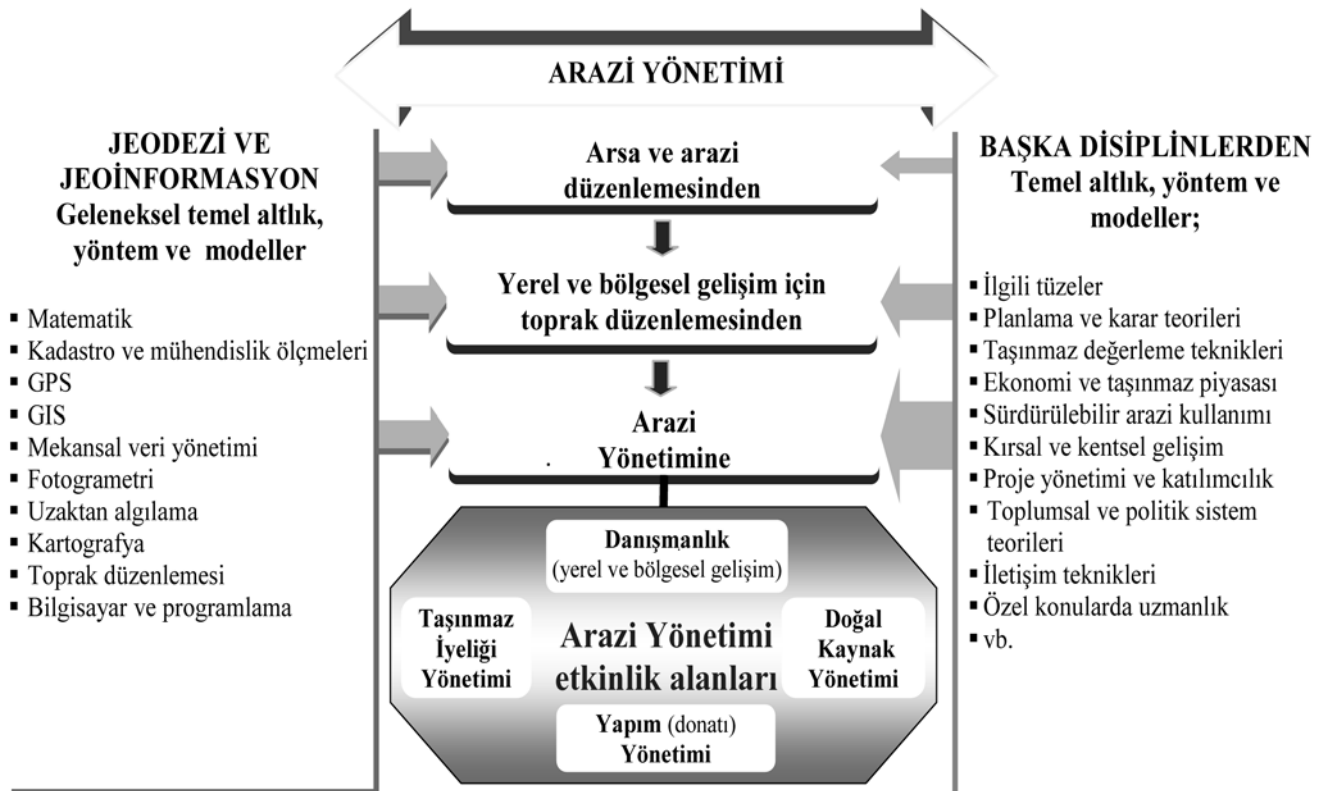 ARAZİ YÖNETİMİ
JEODEZİ VE
JEOİNFORMASYON
Geleneksel temel altlık,
yöntem ve modeller
▪ Matematik
▪ Kadastro ve mühendislik ölçmeleri
▪ GPS
▪ GIS
▪ Mekansal veri yönetimi
▪ Fotogrametri
▪ Uzaktan algılama
▪ Kartografya
▪ Toprak düzenlemesi
▪ Bilgisayar ve programlama
Arsa ve arazi
düzenlemesinden
Yerel ve bölgesel gelişim için
toprak düzenlemesinden
Arazi
Yönetimine
Danışmanlık
(yerel ve bölgesel gelişim)
Taşınmaz
İyeliği
Yönetimi
Arazi Yönetimi
etkinlik alanları
Doğal
Kaynak
Yönetimi
Yapım (donatı)
Yönetimi
BAŞKA DISİPLİNLERDEN
Temel altlık, yöntem ve
modeller;
▪ İlgili tüzeler
▪ Planlama ve karar teorileri
▪ Taşınmaz değerleme teknikleri
▪ Ekonomi ve taşınmaz piyasası
▪ Sürdürülebilir arazi kullanımı
▪ Kırsal ve kentsel gelişim
▪ Proje yönetimi ve katılımcılık
▪ Toplumsal ve politik sistem
teorileri
▪ İletişim teknikleri
▪ Özel konularda uzmanlık
▪ vb.